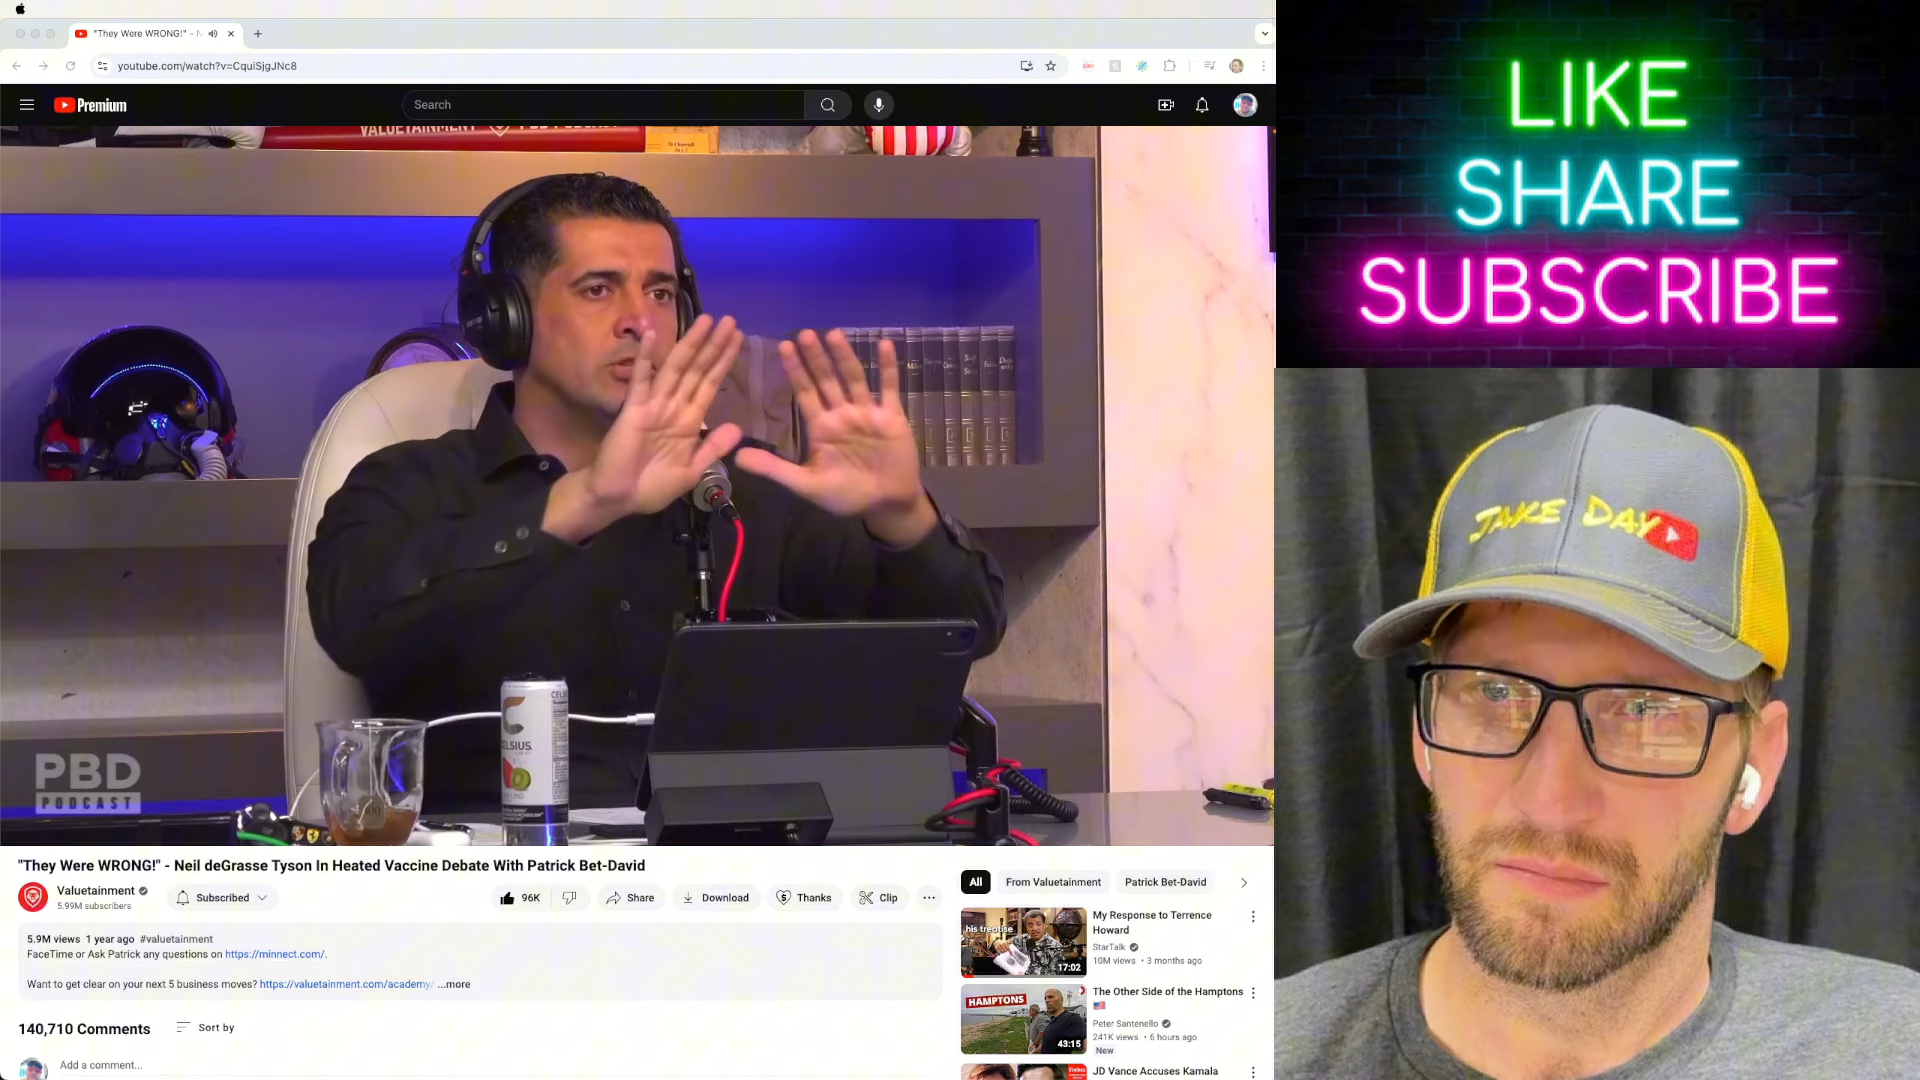 "They Were WRONG!" - N
youtube.com/watch?v=CquiSjgJNc8
Premium
Search
VALUETAINMENT
PBD PODCAST
LIKE
SHARE
SUBSCRIBE
JAKE DAY
CELSIUS
PBD
PODCAST
"They Were WRONG!" - Neil deGrasse Tyson In Heated Vaccine Debate With Patrick Bet-David
Valuetainment
5.99M subscribers
Subscribed
96K
Share
Download
Thanks
Clip
5.9M views 1 year ago #valuetainment
FaceTime or Ask Patrick any questions on https://minnect.com/.
Want to get clear on your next 5 business moves? https://valuetainment.com/academy/ ...more
140,710 Comments
Sort by
Add a comment...
All
From Valuetainment
Patrick Bet-David
his treatise
17:02
My Response to Terrence
Howard
StarTalk
10M views • 3 months ago
HAMPTONS
43:15
The Other Side of the Hamptons
Peter Santenello
241K views • 6 hours ago
New
Forbes
JD Vance Accuses Kamala